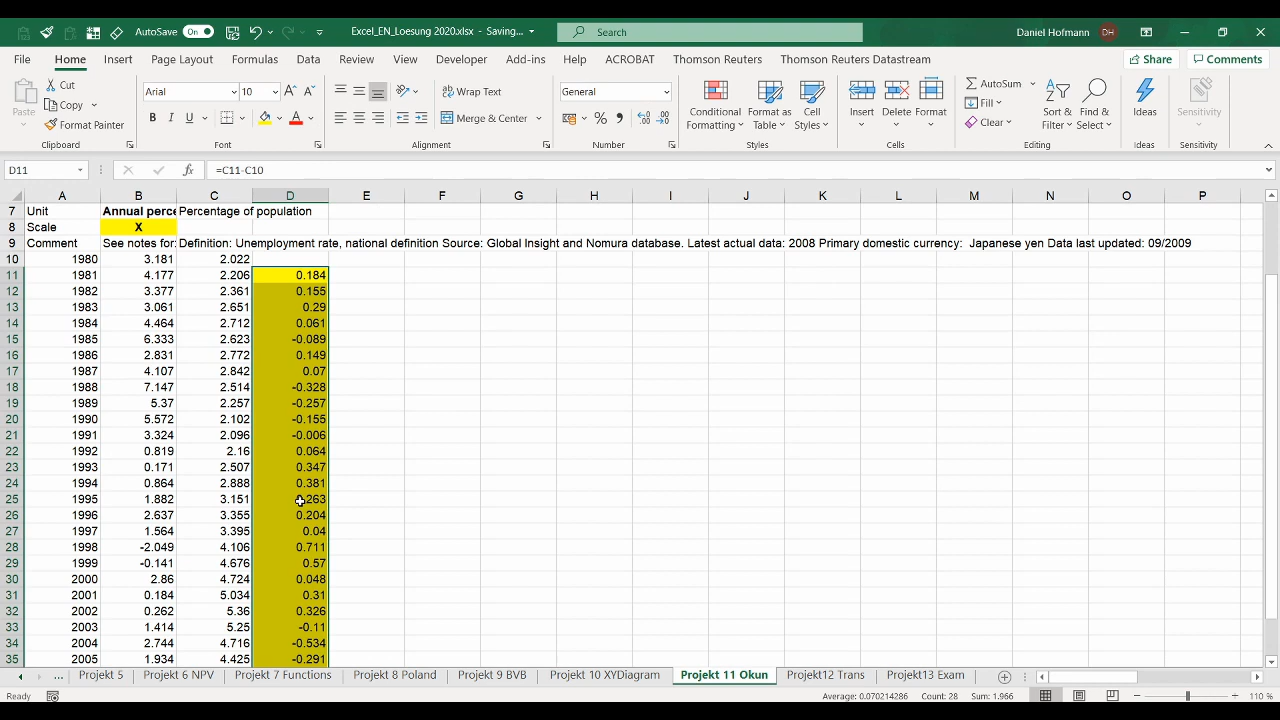 AutoSave On Excel_EN_Loesung 2020.xlsx - Saving... Search Daniel Hofmann DH
File Home Insert Page Layout Formulas Data Review View Developer Add-ins Help ACROBAT Thomson Reuters Thomson Reuters Datastream Share Comments
Paste
Cut
Copy
Format Painter
Arial 10
B I U
Wrap Text
Merge & Center
General
Conditional Formatting
Format as Table
Cell Styles
Insert
Delete
Format
AutoSum
Fill
Clear
Sort & Filter
Find & Select
Ideas
Sensitivity
Clipboard Font Alignment Number Styles Cells Editing Ideas Sensitivity
D11 fx =C11-C10
A B C D E F G H I J K L M N O P
7 Unit Annual perce Percentage of population
8 Scale X
9 Comment See notes for: Definition: Unemployment rate, national definition Source: Global Insight and Nomura database. Latest actual data: 2008 Primary domestic currency: Japanese yen Data last updated: 09/2009
10 1980 3.181 2.022
11 1981 4.177 2.206 0.184
12 1982 3.377 2.361 0.155
13 1983 3.061 2.651 0.29
14 1984 4.464 2.712 0.061
15 1985 6.333 2.623 -0.089
16 1986 2.831 2.772 0.149
17 1987 4.107 2.842 0.07
18 1988 7.147 2.514 -0.328
19 1989 5.37 2.257 -0.257
20 1990 5.572 2.102 -0.155
21 1991 3.324 2.096 -0.006
22 1992 0.819 2.16 0.064
23 1993 0.171 2.507 0.347
24 1994 0.864 2.888 0.381
25 1995 1.882 3.151 .263
26 1996 2.637 3.355 0.204
27 1997 1.564 3.395 0.04
28 1998 -2.049 4.106 0.711
29 1999 -0.141 4.676 0.57
30 2000 2.86 4.724 0.048
31 2001 0.184 5.034 0.31
32 2002 0.262 5.36 0.326
33 2003 1.414 5.25 -0.11
34 2004 2.744 4.716 -0.534
35 2005 1.934 4.425 -0.291
... Projekt 5 Projekt 6 NPV Projekt 7 Functions Projekt 8 Poland Projekt 9 BVB Projekt 10 XYDiagram Projekt 11 Okun Projekt12 Trans Projekt13 Exam
Ready Average: 0.070214286 Count: 28 Sum: 1.966 110 %